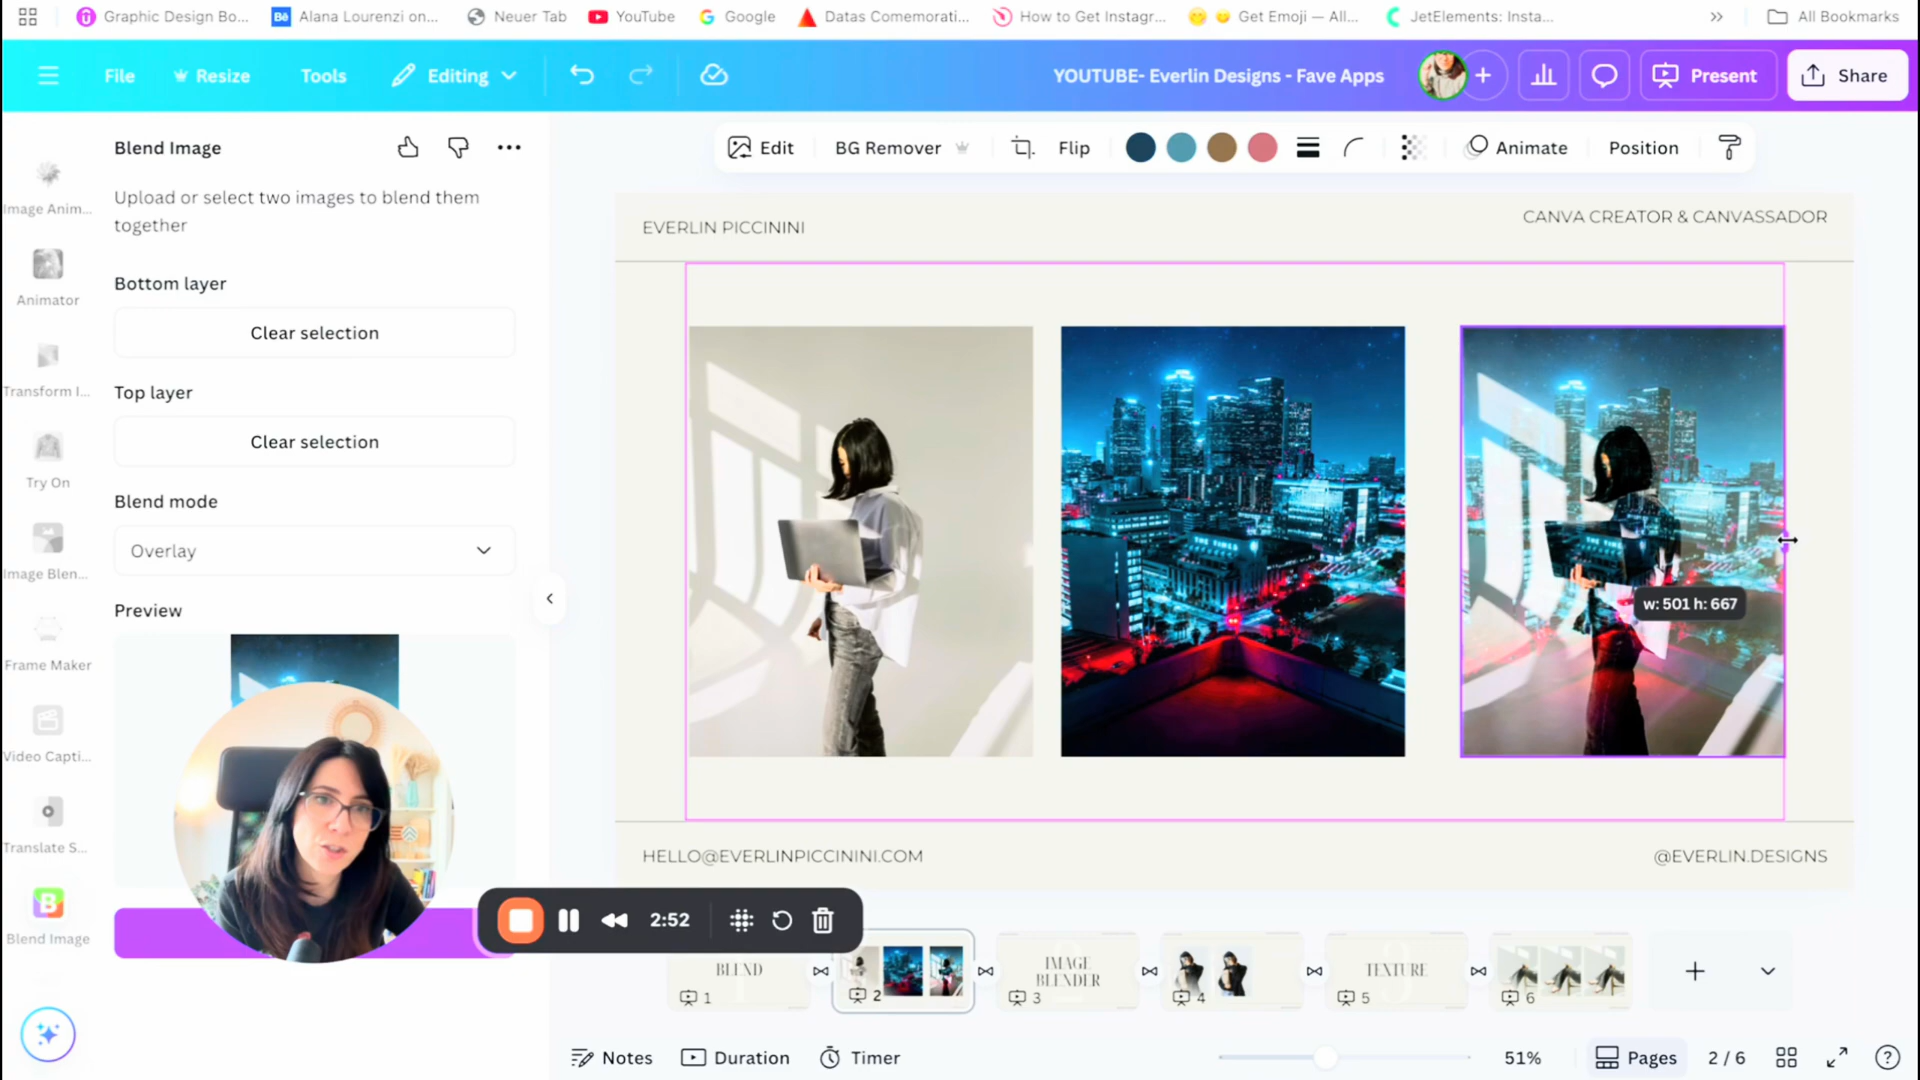 Graphic Design Bo...
Bē Alana Lourenzi on...
Neuer Tab
YouTube
Google
Datas Comemorati...
How to Get Instagr...
Get Emoji — All...
JetElements: Insta...
All Bookmarks
File
Resize
Tools
Editing
YOUTUBE- Everlin Designs - Fave Apps
Present
Share
Edit
BG Remover
Flip
Animate
Position
Image Anim...
Animator
Transform I...
Try On
Image Blen...
Frame Maker
Video Capti...
Translate S...
B
Blend Image
Blend Image
Upload or select two images to blend them
together
Bottom layer
Clear selection
Top layer
Clear selection
Blend mode
Overlay
Preview
EVERLIN PICCININI
CANVA CREATOR & CANVASSADOR
THE TIMES
w: 501 h: 667
HELLO@EVERLINPICCININI.COM
@EVERLIN.DESIGNS
2:52
BLEND
1
2
IMAGE
BLENDER
3
4
TEXTURE
5
6
Notes
Duration
Timer
51%
Pages
2 / 6